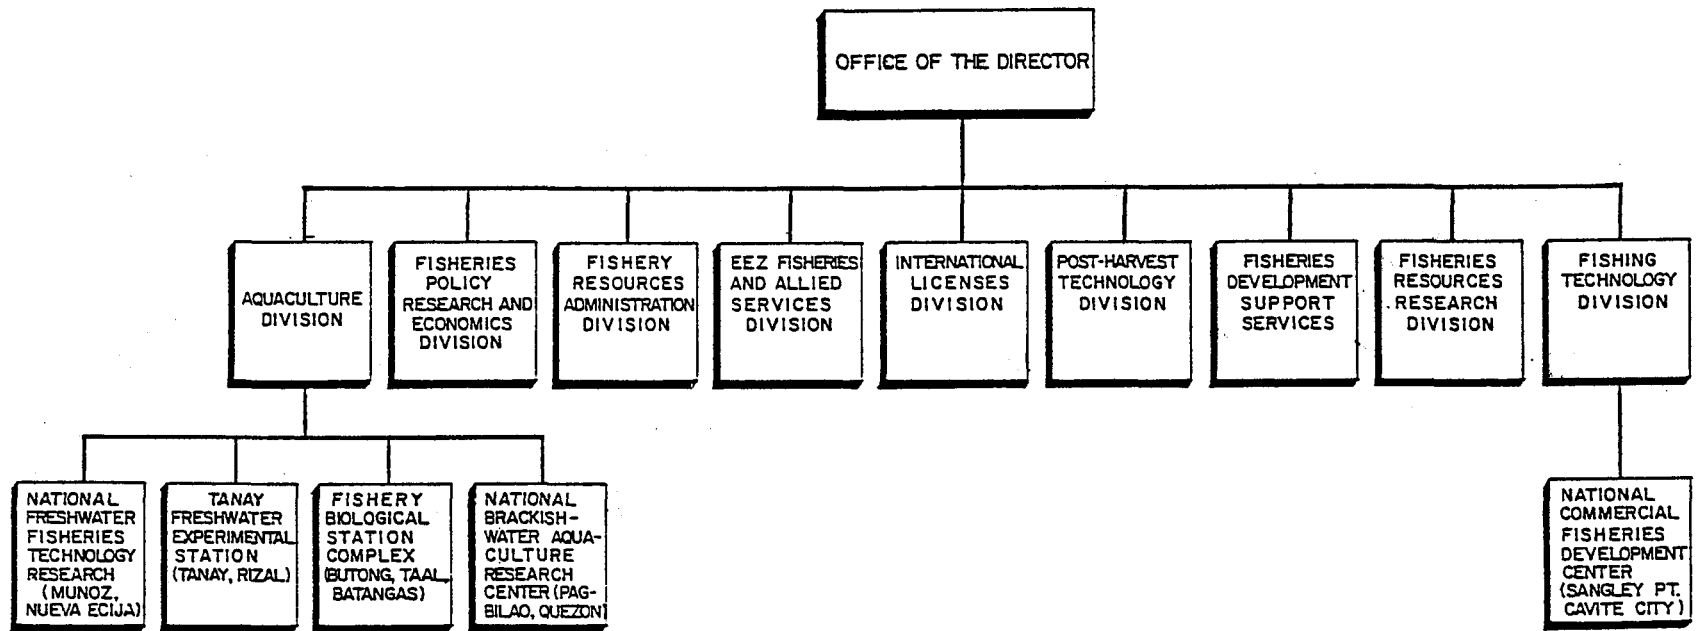 OFFICE OF THE DIRECTOR
AQUACULTURE
DIVISION
FISHERIES
POLICY
RESEARCH AND
ECONOMICS
DIVISION
FISHERY
RESOURCES
ADMINISTRATION
DIVISION
EEZ FISHERIES
AND ALLIED
SERVICES
DIVISION
INTERNATIONAL
LICENSES
DIVISION
POST-HARVEST
TECHNOLOGY
DIVISION
FISHERIES
DEVELOPMENT
SUPPORT
SERVICES
FISHERIES
RESOURCES
RESEARCH
DIVISION
FISHING
TECHNOLOGY
DIVISION
NATIONAL
FRESHWATER
FISHERIES
TECHNOLOGY
RESEARCH
(MUNOZ,
NUEVA ECIJA)
TANAY
FRESHWATER
EXPERIMENTAL
STATION
(TANAY, RIZAL)
FISHERY
BIOLOGICAL
STATION
COMPLEX
(BUTONG, TAAL,
BATANGAS)
NATIONAL
BRACKISH-
WATER AQUA-
CULTURE
RESEARCH
CENTER (PAG-
BILAO, QUEZON)
NATIONAL
COMMERCIAL
FISHERIES
DEVELOPMENT
CENTER
(SANGLEY PT.
CAVITE CITY)